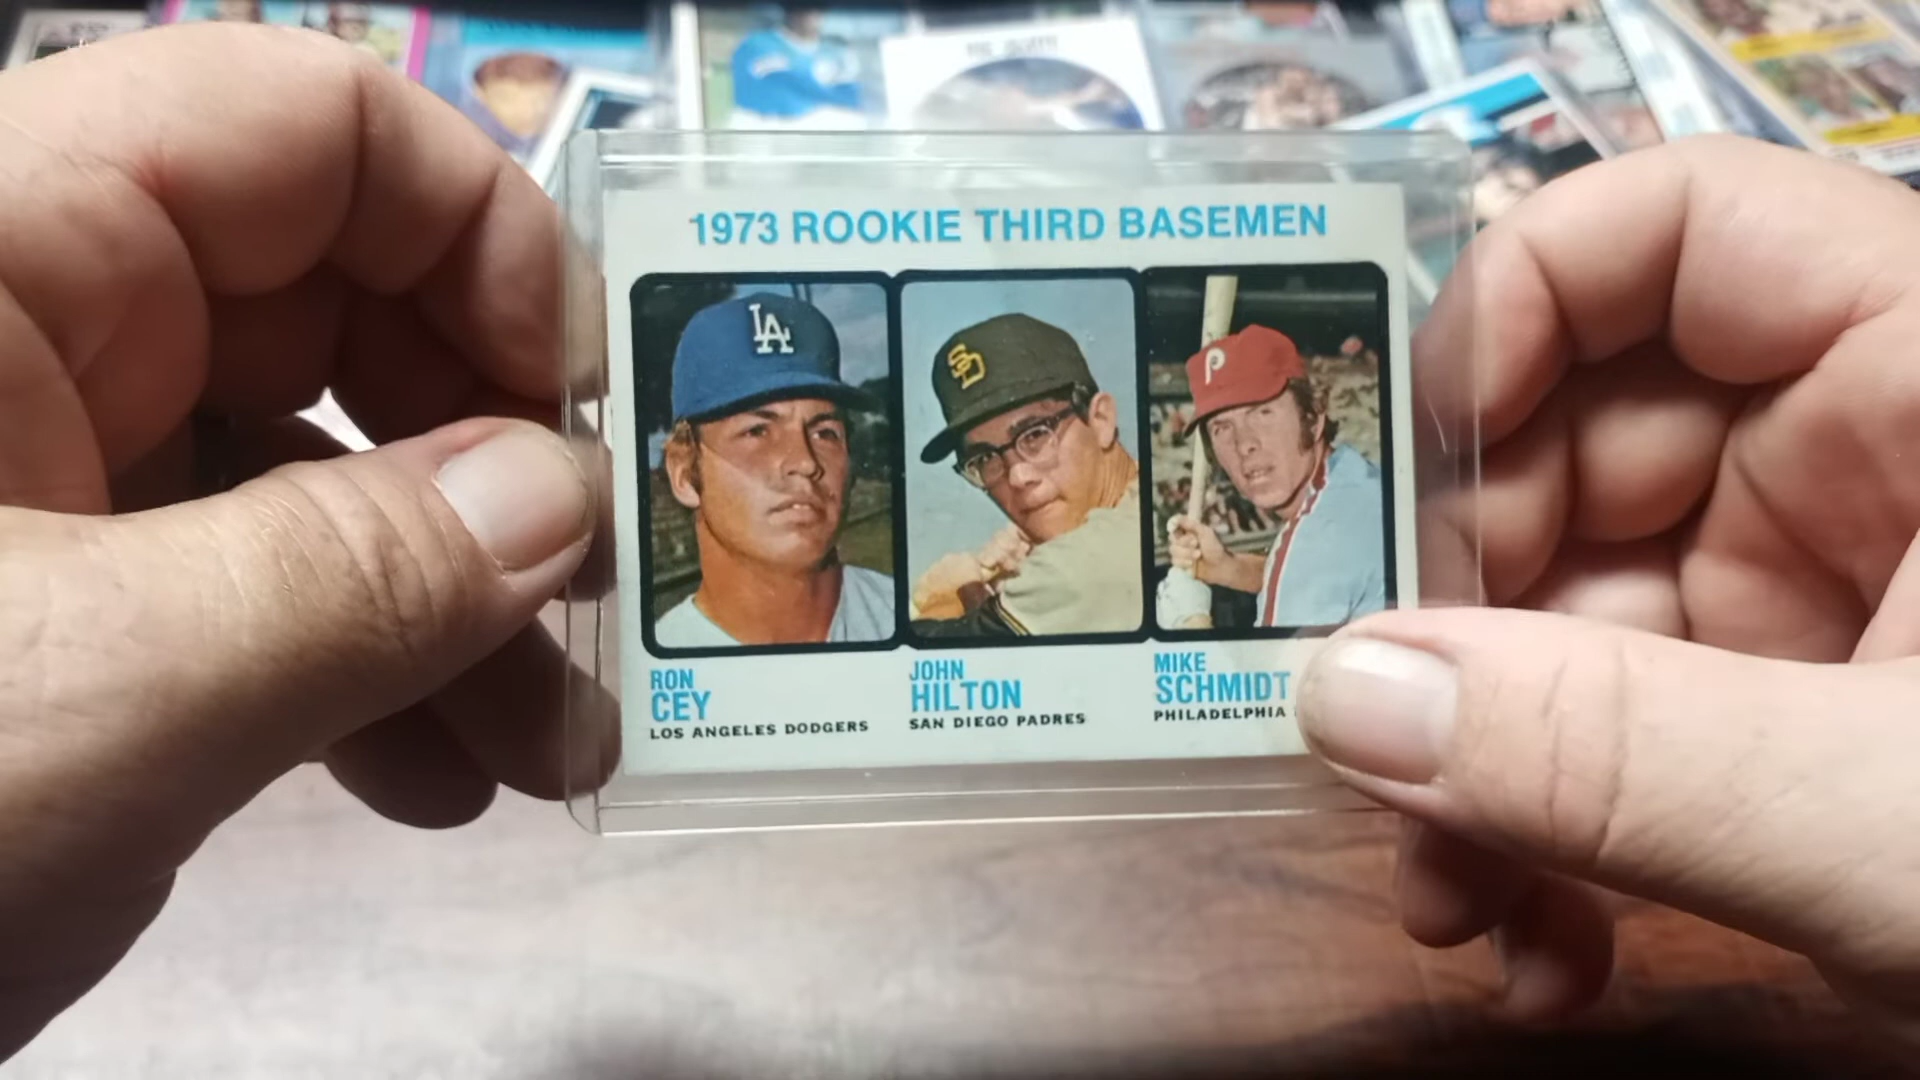 1973 ROOKIE THIRD BASEMEN
LA
SD
P
RON
CEY
LOS ANGELES DODGERS
JOHN
HILTON
SAN DIEGO PADRES
MIKE
SCHMIDT
PHILADELPHIA